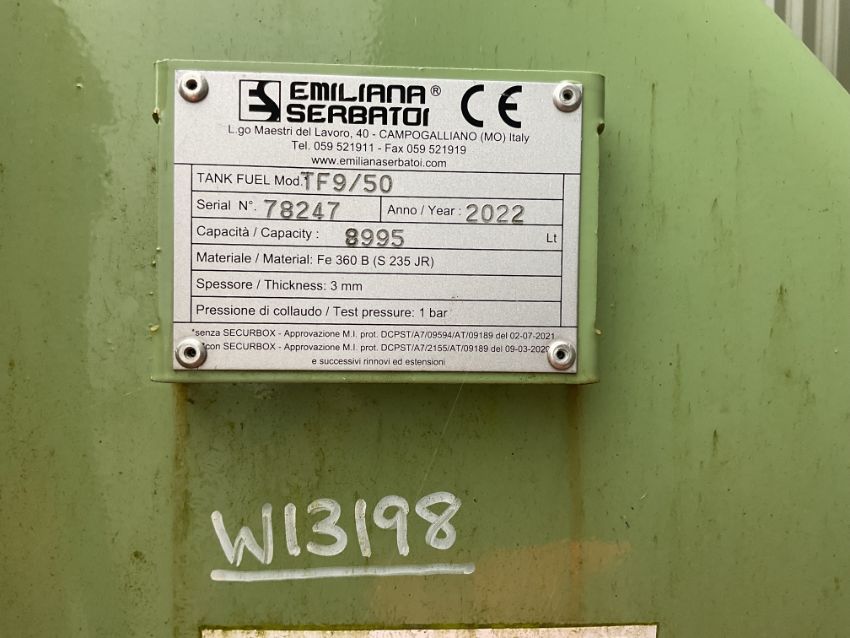 EMILIANA®
SERBATOI
CE
L.go Maestri del Lavoro, 40 - CAMPOGALLIANO (MO) Italy
Tel. 059 521911 - Fax 059 521919
www.emilianaserbatoi.com
TANK FUEL Mod. TF9/50
Serial N°. 78247 Anno / Year : 2022
Capacità / Capacity : 8995 Lt
Materiale / Material: Fe 360 B (S 235 JR)
Spessore / Thickness: 3 mm
Pressione di collaudo / Test pressure: 1 bar
*senza SECURBOX - Approvazione M.I. prot. DCPST/A7/09594/AT/09189 del 02-07-2021
*con SECURBOX - Approvazione M.I. prot. DCPST/A7/2155/AT/09189 del 09-03-2020
e successivi rinnovi ed estensioni
W13198